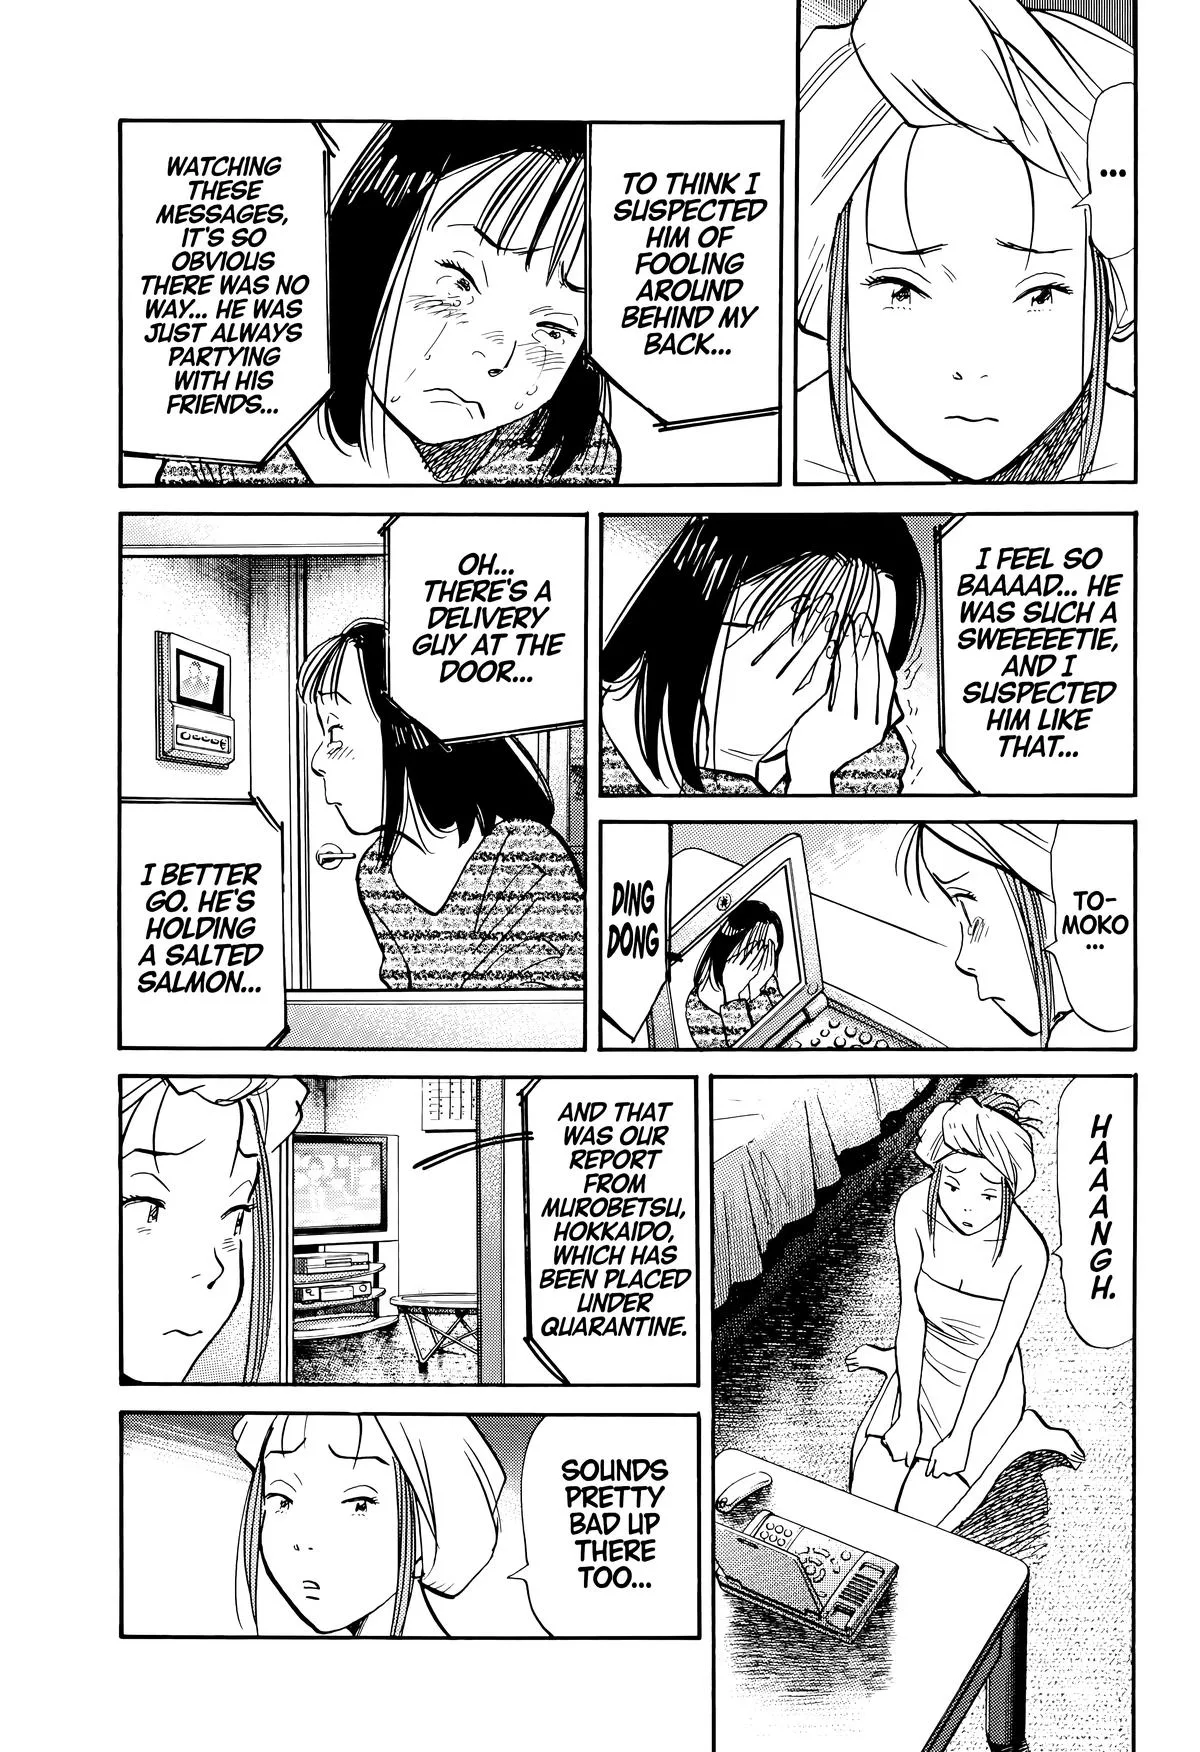 ...
TO THINK I
SUSPECTED
HIM OF
FOOLING
AROUND
BEHIND MY
BACK...
WATCHING
THESE
MESSAGES,
IT'S SO
OBVIOUS
THERE WAS NO
WAY... HE WAS
JUST ALWAYS
PARTYING
WITH HIS
FRIENDS...
I FEEL SO
BAAAAD... HE
WAS SUCH A
SWEEEEETIE,
AND I
SUSPECTED
HIM LIKE
THAT...
TO-
MOKO
...
DING
DONG
OH...
THERE'S A
DELIVERY
GUY AT THE
DOOR...
I BETTER
GO. HE'S
HOLDING
A SALTED
SALMON...
HAAANGH.
AND THAT
WAS OUR
REPORT
FROM
MUROBETSU,
HOKKAIDO,
WHICH HAS
BEEN PLACED
UNDER
QUARANTINE.
SOUNDS
PRETTY
BAD UP
THERE
TOO...